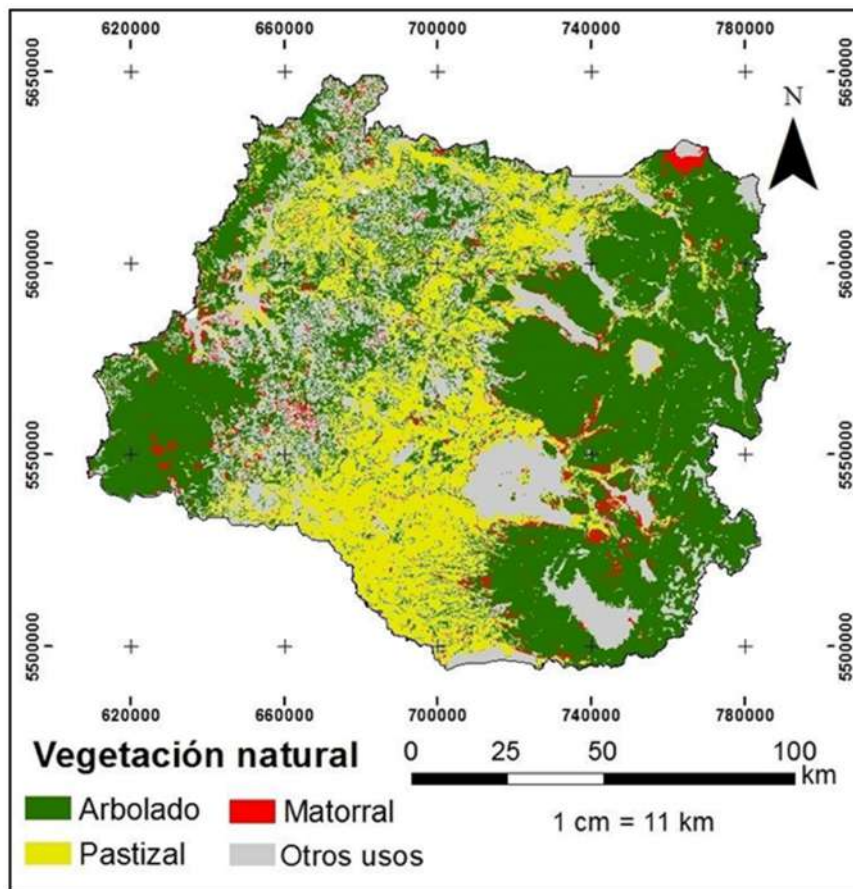 620000 660000 700000 740000 780000
5650000 5650000
N
5600000 5600000
5550000 5550000
5500000 5500000
620000 660000 700000 740000 780000
Vegetación natural
0 25 50 100
km
Arbolado Matorral
1 cm = 11 km
Pastizal Otros usos